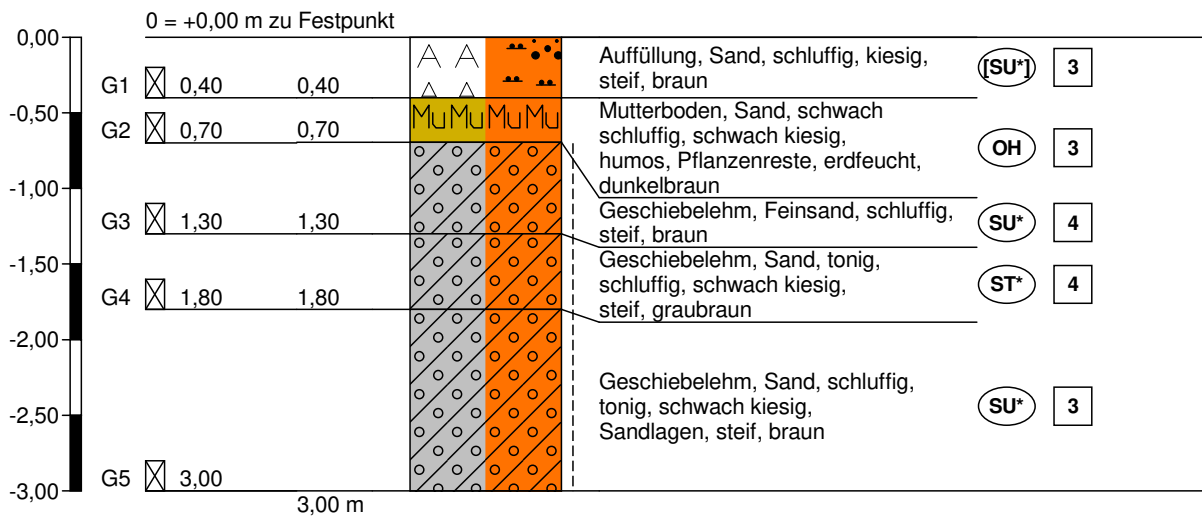 0 = +0,00 m zu Festpunkt
0,00
Auffüllung, Sand, schluffig, kiesig,
steif, braun
[SU*]
3
G1
0,40
0,40
-0,50
Mu Mu Mu Mu
G2
0,70
0,70
Mutterboden, Sand, schwach
schluffig, schwach kiesig,
humos, Pflanzenreste, erdfeucht,
dunkelbraun
OH
3
-1,00
G3
1,30
1,30
Geschiebelehm, Feinsand, schluffig,
steif, braun
SU*
4
-1,50
G4
1,80
1,80
Geschiebelehm, Sand, tonig,
schluffig, schwach kiesig,
steif, graubraun
ST*
4
-2,00
Geschiebelehm, Sand, schluffig,
tonig, schwach kiesig,
Sandlagen, steif, braun
SU*
3
-2,50
G5
3,00
-3,00
3,00 m